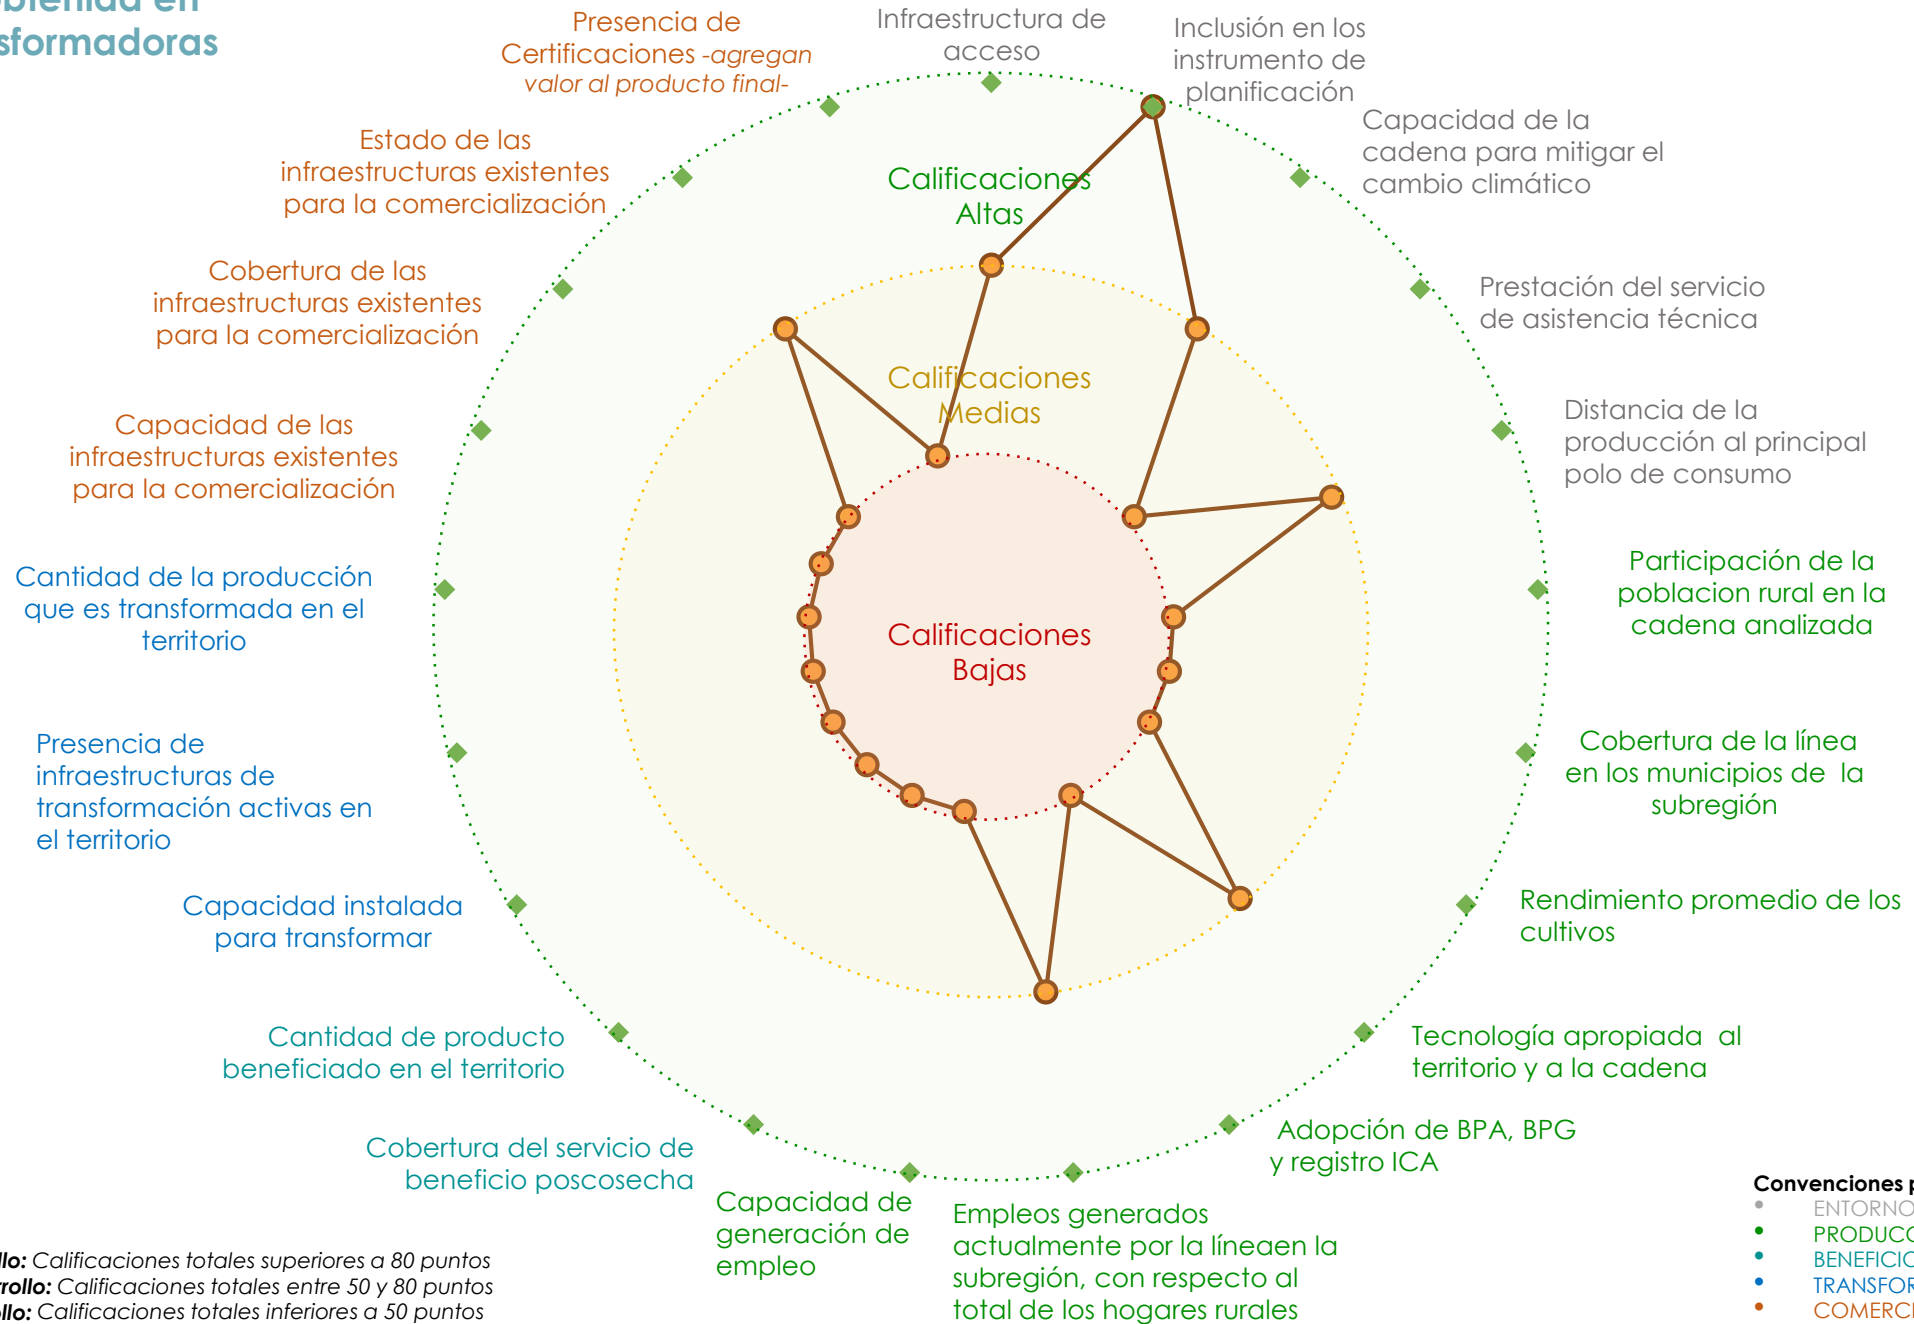 sformadoras
Presencia de
Certificaciones -agregan
valor al producto final-
Infraestructura de
acceso
Inclusión en los
instrumento de
planificación
Capacidad de la
cadena para mitigar el
cambio climático
Prestación del servicio
de asistencia técnica
Distancia de la
producción al principal
polo de consumo
Participación de la
poblacion rural en la
cadena analizada
Cobertura de la línea
en los municipios de la
subregión
Rendimiento promedio de los
cultivos
Tecnología apropiada al
territorio y a la cadena
Adopción de BPA, BPG
y registro ICA
Empleos generados
actualmente por la líneaen la
subregión, con respecto al
total de los hogares rurales
Capacidad de
generación de
empleo
Cobertura del servicio de
beneficio poscosecha
Cantidad de producto
beneficiado en el territorio
Capacidad instalada
para transformar
Presencia de
infraestructuras de
transformación activas en
el territorio
Cantidad de la producción
que es transformada en el
territorio
Capacidad de las
infraestructuras existentes
para la comercialización
Cobertura de las
infraestructuras existentes
para la comercialización
Estado de las
infraestructuras existentes
para la comercialización
Calificaciones
Altas
Calificaciones
Medias
Calificaciones
Bajas
llo: Calificaciones totales superiores a 80 puntos
rrollo: Calificaciones totales entre 50 y 80 puntos
ollo: Calificaciones totales inferiores a 50 puntos
Convenciones p
• ENTORNO
• PRODUCC
• BENEFICIO
• TRANSFOR
• COMERCI